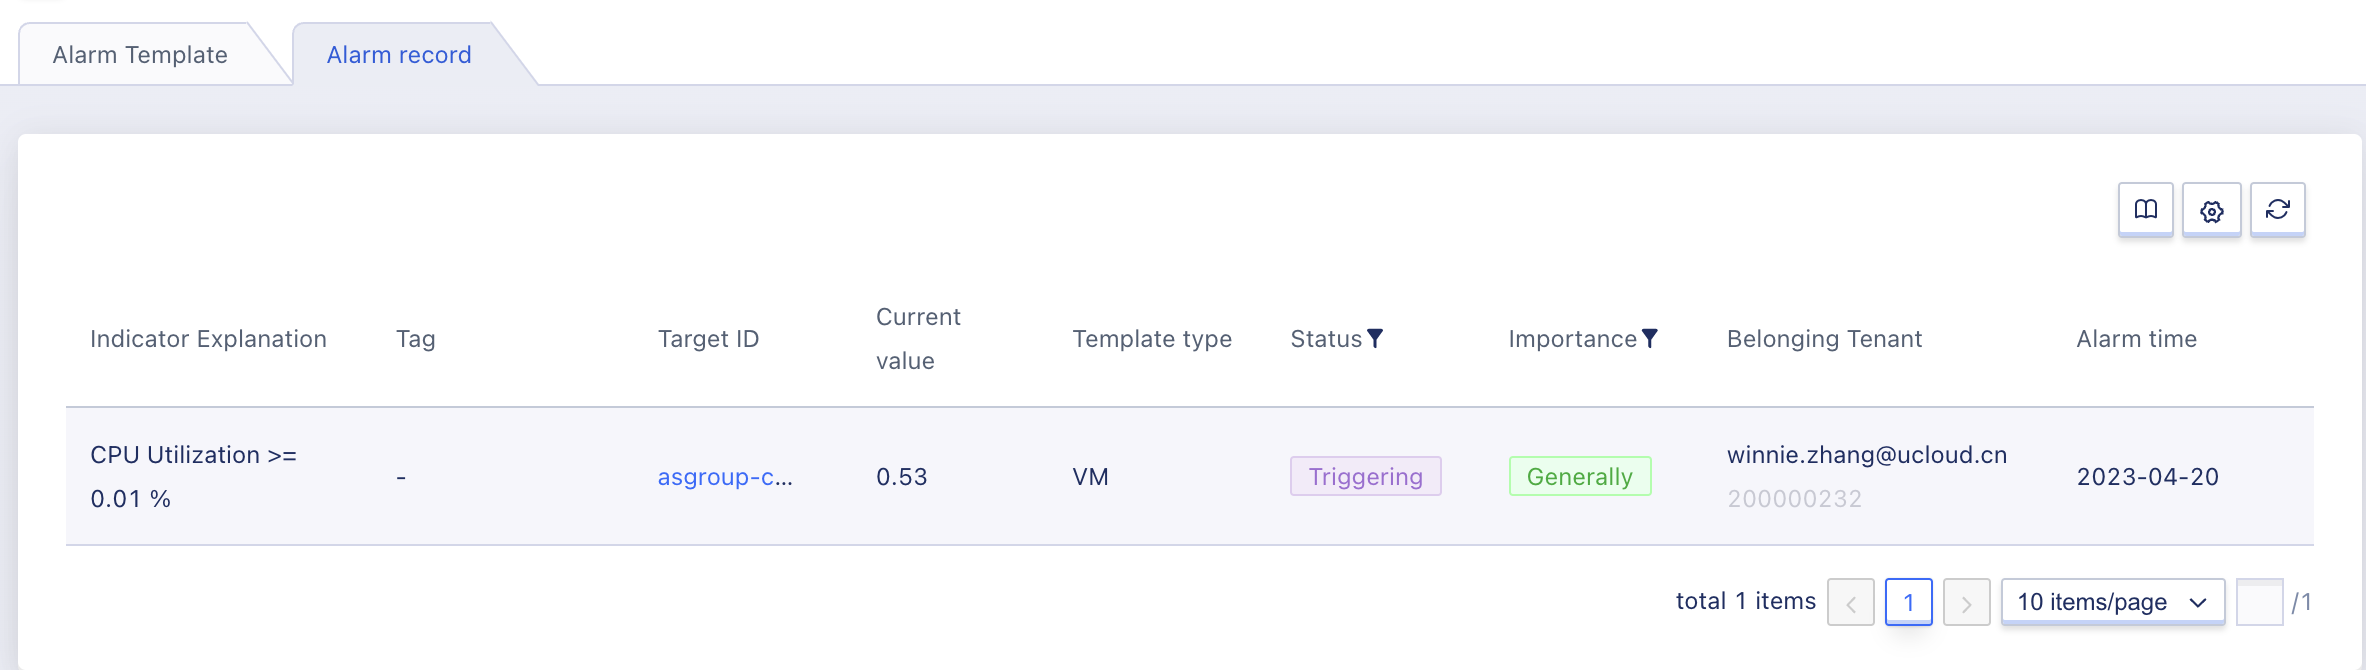 Alarm Template
Alarm record
Indicator Explanation
Tag
Target ID
Current
value
Template type
Status
Importance
Belonging Tenant
Alarm time
CPU Utilization >=
0.01 %
-
asgroup-c...
0.53
VM
Triggering
Generally
winnie.zhang@ucloud.cn
200000232
2023-04-20
total 1 items
1
10 items/page
/1